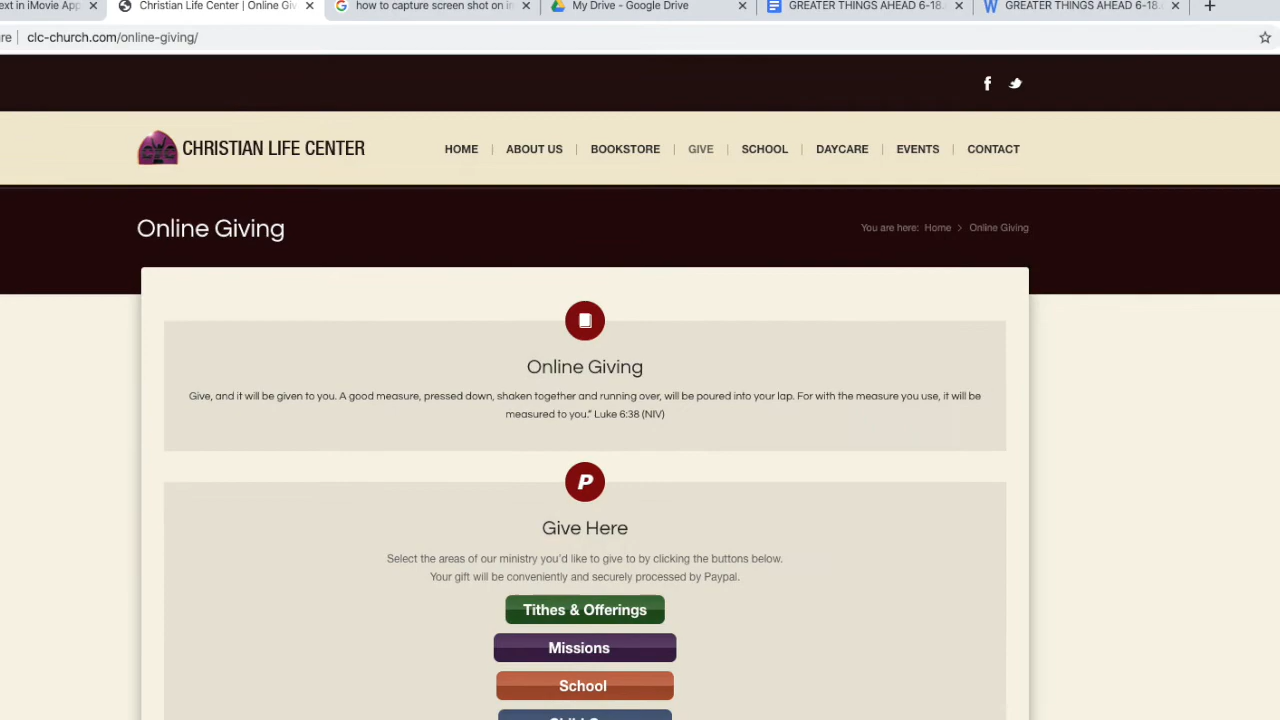 ext in iMovie App
Christian Life Center | Online Giv
how to capture screen shot on in
My Drive - Google Drive
GREATER THINGS AHEAD 6-18.
GREATER THINGS AHEAD 6-18.
re
clc-church.com/online-giving/
CHRISTIAN LIFE CENTER
HOME
ABOUT US
BOOKSTORE
GIVE
SCHOOL
DAYCARE
EVENTS
CONTACT
Online Giving
You are here: Home > Online Giving
Online Giving
Give, and it will be given to you. A good measure, pressed down, shaken together and running over, will be poured into your lap. For with the measure you use, it will be
measured to you.” Luke 6:38 (NIV)
P
Give Here
Select the areas of our ministry you’d like to give to by clicking the buttons below.
Your gift will be conveniently and securely processed by Paypal.
Tithes & Offerings
Missions
School